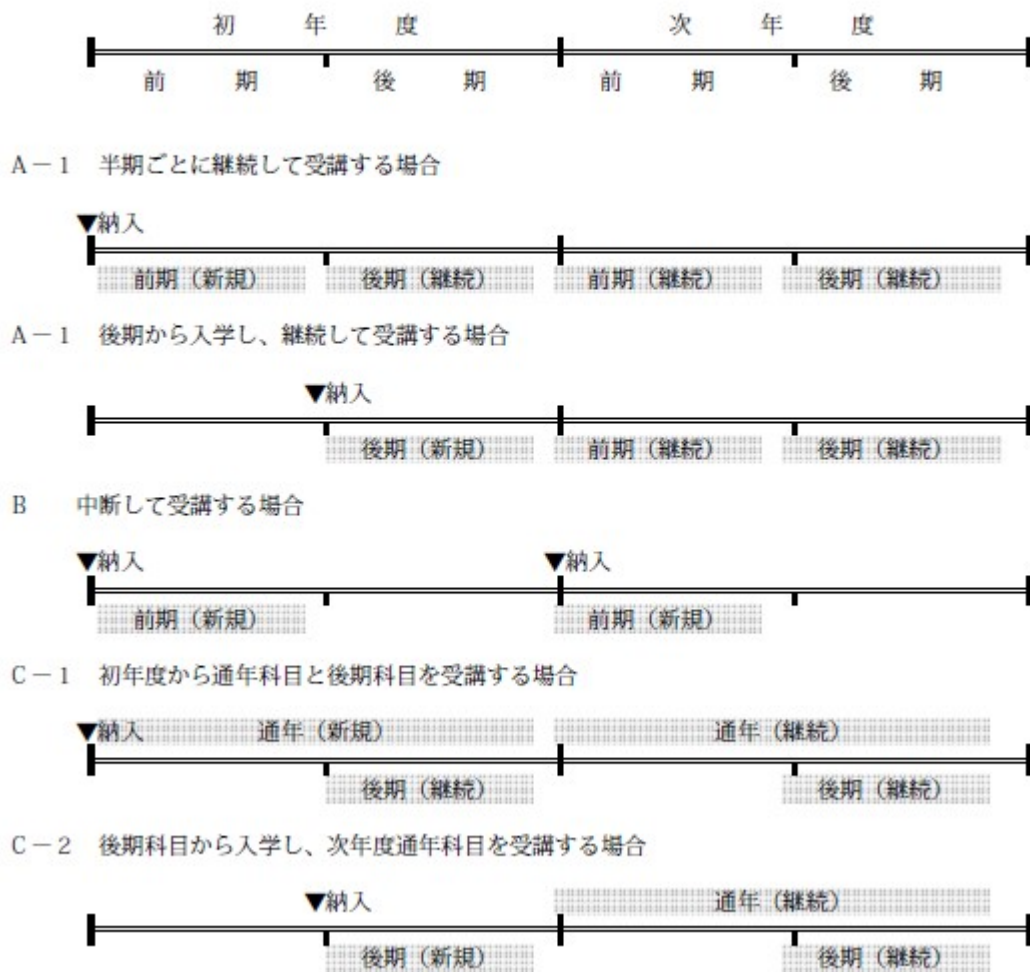 初年度 次年度
前期 後期 前期 後期
A－1 半期ごとに継続して受講する場合
▼納入
前期（新規） 後期（継続） 前期（継続） 後期（継続）
A－1 後期から入学し、継続して受講する場合
▼納入
後期（新規） 前期（継続） 後期（継続）
B 中断して受講する場合
▼納入 ▼納入
前期（新規） 前期（新規）
C－1 初年度から通年科目と後期科目を受講する場合
▼納入 通年（新規） 通年（継続）
後期（継続） 後期（継続）
C－2 後期科目から入学し、次年度通年科目を受講する場合
▼納入 通年（継続）
後期（新規） 後期（継続）